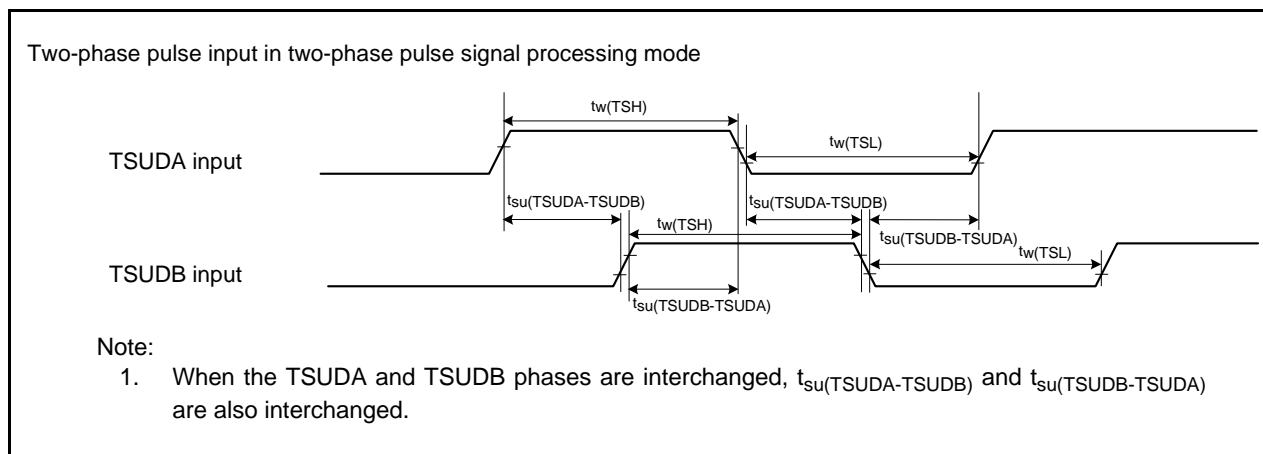 Two-phase pulse input in two-phase pulse signal processing mode
tw(TSH)
TSUDA input
tw(TSL)
tsu(TSUDA-TSUDB)
tsu(TSUDA-TSUDB)
tw(TSH)
tsu(TSUDB-TSUDA)
TSUDB input
tw(TSL)
tsu(TSUDB-TSUDA)
Note:
1. When the TSUDA and TSUDB phases are interchanged, tsu(TSUDA-TSUDB) and tsu(TSUDB-TSUDA)
are also interchanged.